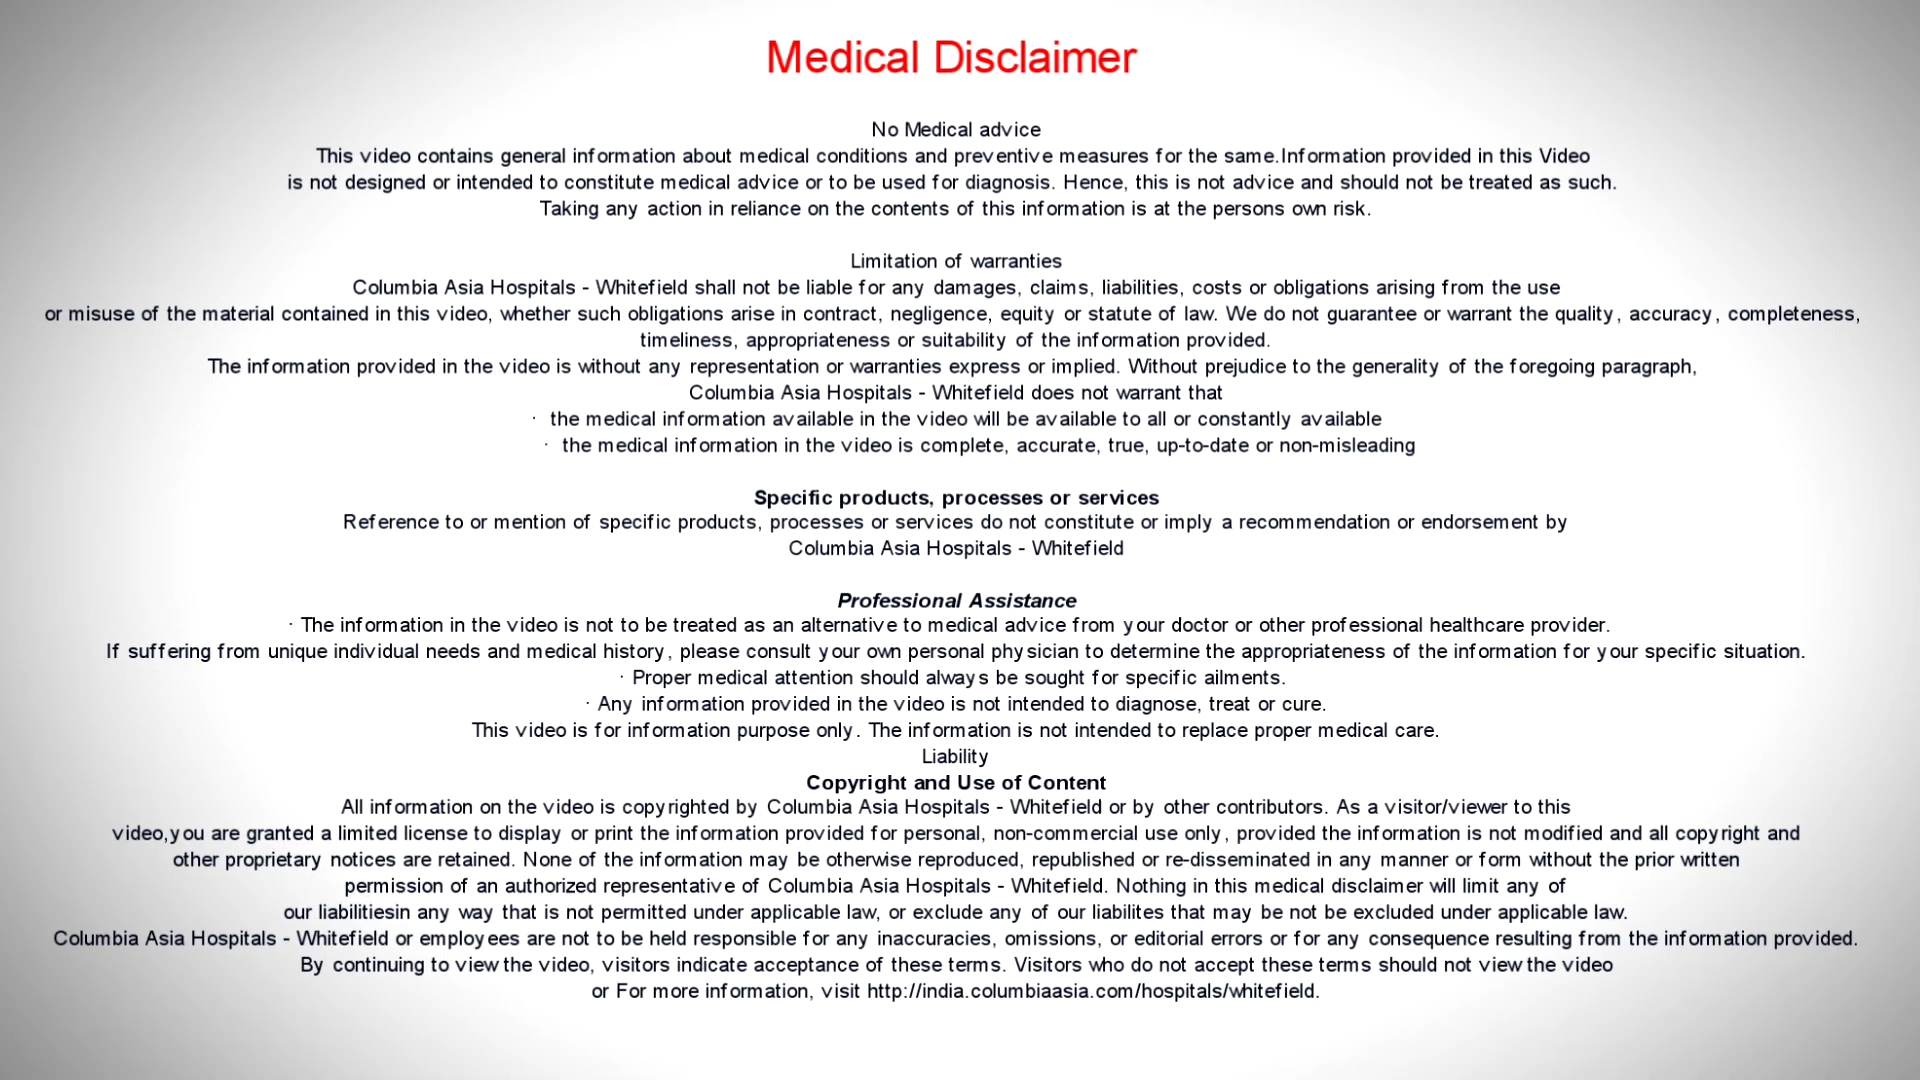 Medical Disclaimer
No Medical advice
This video contains general information about medical conditions and preventive measures for the same.Information provided in this Video
is not designed or intended to constitute medical advice or to be used for diagnosis. Hence, this is not advice and should not be treated as such.
Taking any action in reliance on the contents of this information is at the persons own risk.
Limitation of warranties
Columbia Asia Hospitals - Whitefield shall not be liable for any damages, claims, liabilities, costs or obligations arising from the use
or misuse of the material contained in this video, whether such obligations arise in contract, negligence, equity or statute of law. We do not guarantee or warrant the quality, accuracy, completeness,
timeliness, appropriateness or suitability of the information provided.
The information provided in the video is without any representation or warranties express or implied. Without prejudice to the generality of the foregoing paragraph,
Columbia Asia Hospitals - Whitefield does not warrant that
· the medical information available in the video will be available to all or constantly available
· the medical information in the video is complete, accurate, true, up-to-date or non-misleading
Specific products, processes or services
Reference to or mention of specific products, processes or services do not constitute or imply a recommendation or endorsement by
Columbia Asia Hospitals - Whitefield
Professional Assistance
· The information in the video is not to be treated as an alternative to medical advice from your doctor or other professional healthcare provider.
If suffering from unique individual needs and medical history, please consult your own personal physician to determine the appropriateness of the information for your specific situation.
· Proper medical attention should always be sought for specific ailments.
· Any information provided in the video is not intended to diagnose, treat or cure.
This video is for information purpose only. The information is not intended to replace proper medical care.
Liability
Copyright and Use of Content
All information on the video is copyrighted by Columbia Asia Hospitals - Whitefield or by other contributors. As a visitor/viewer to this
video,you are granted a limited license to display or print the information provided for personal, non-commercial use only, provided the information is not modified and all copyright and
other proprietary notices are retained. None of the information may be otherwise reproduced, republished or re-disseminated in any manner or form without the prior written
permission of an authorized representative of Columbia Asia Hospitals - Whitefield. Nothing in this medical disclaimer will limit any of
our liabilitiesin any way that is not permitted under applicable law, or exclude any of our liabilites that may be not be excluded under applicable law.
Columbia Asia Hospitals - Whitefield or employees are not to be held responsible for any inaccuracies, omissions, or editorial errors or for any consequence resulting from the information provided.
By continuing to view the video, visitors indicate acceptance of these terms. Visitors who do not accept these terms should not view the video
or For more information, visit http://india.columbiaasia.com/hospitals/whitefield.